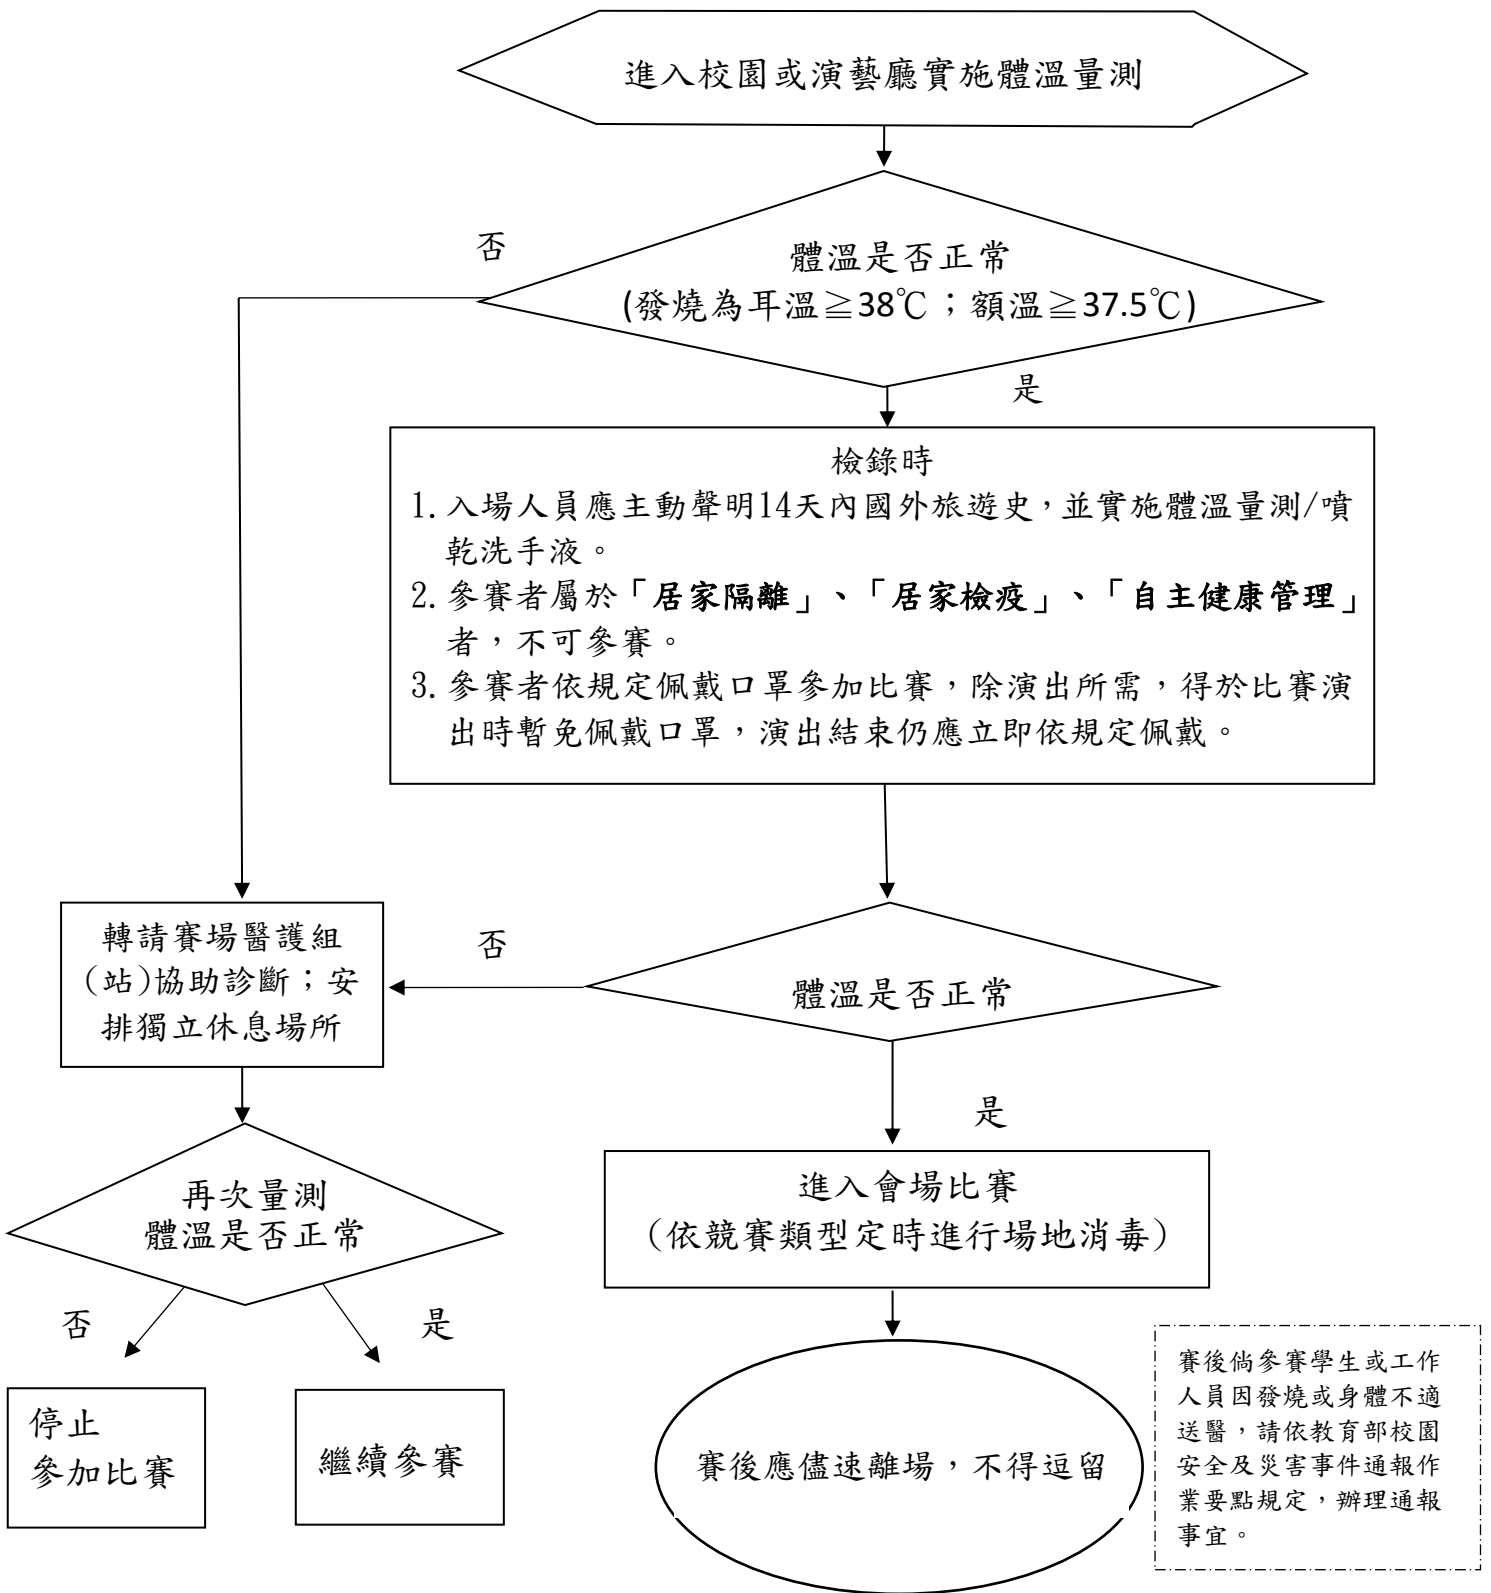 進入校園或演藝廳實施體溫量測
否
體溫是否正常
(發燒為耳溫≧38℃；額溫≧37.5℃)
是
檢錄時
1. 入場人員應主動聲明14天內國外旅遊史，並實施體溫量測/噴
乾洗手液。
2. 參賽者屬於「居家隔離」、「居家檢疫」、「自主健康管理」
者，不可參賽。
3. 參賽者依規定佩戴口罩參加比賽，除演出所需，得於比賽演
出時暫免佩戴口罩，演出結束仍應立即依規定佩戴。
轉請賽場醫護組
(站)協助診斷；安
排獨立休息場所
否
體溫是否正常
是
再次量測
體溫是否正常
進入會場比賽
(依競賽類型定時進行場地消毒)
否
是
停止
參加比賽
繼續參賽
賽後應儘速離場，不得逗留
賽後倘參賽學生或工作
人員因發燒或身體不適
送醫，請依教育部校園
安全及災害事件通報作
業要點規定，辦理通報
事宜。